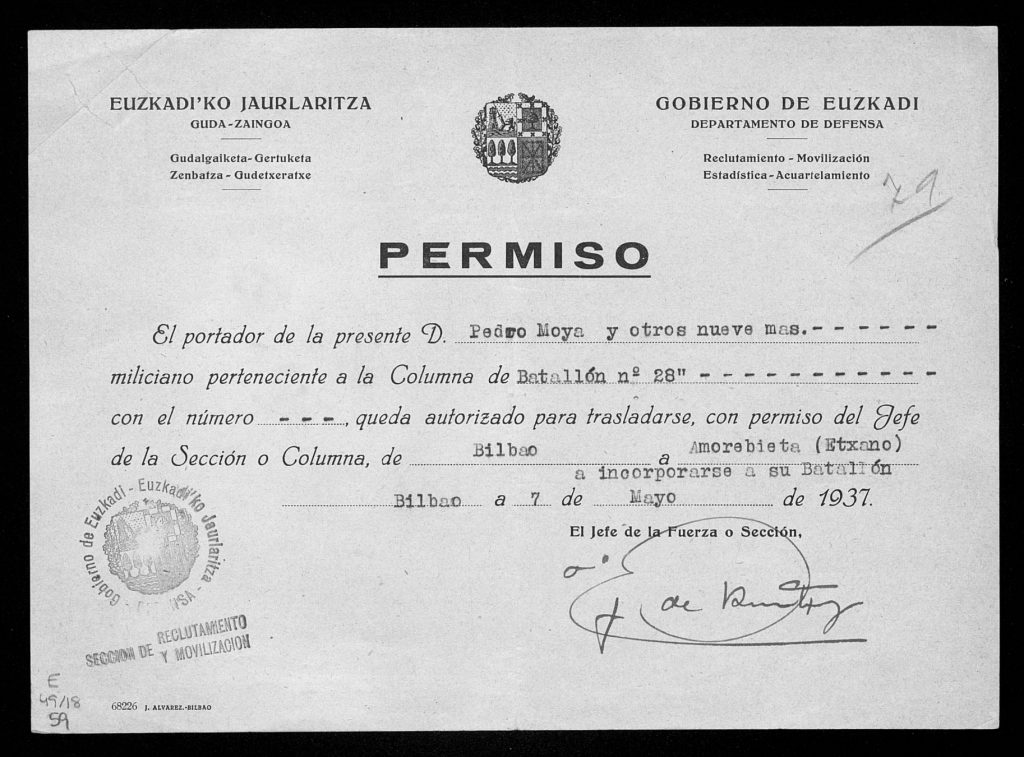 EUZKADI'KO JAURLARITZA
GUDA-ZAINGOA
Gudalgaiketa-Gertuketa
Zenbatza-Gudetxeratxe
GOBIERNO DE EUZKADI
DEPARTAMENTO DE DEFENSA
Reclutamiento - Movilización
Estadística - Acuartelamiento
79
PERMISO
El portador de la presente D. Pedro Moya y otros nueve mas.- - - - - -
miliciano perteneciente a la Columna de Batallón nº 28" - - - - - - - - - - -
con el número - - -, queda autorizado para trasladarse, con permiso del Jefe
de la Sección o Columna, de Bilbao a Amorebieta (Etxano)
a incorporarse a su Batallón
Bilbao a 7 de Mayo de 1937.
El Jefe de la Fuerza o Sección,
Gobierno de Euzkadi - Euzkadi'ko Jaurlaritza -
SECCION DE RECLUTAMIENTO
Y MOVILIZACION
E
49/18
59
68226 J. ALVAREZ.-BILBAO